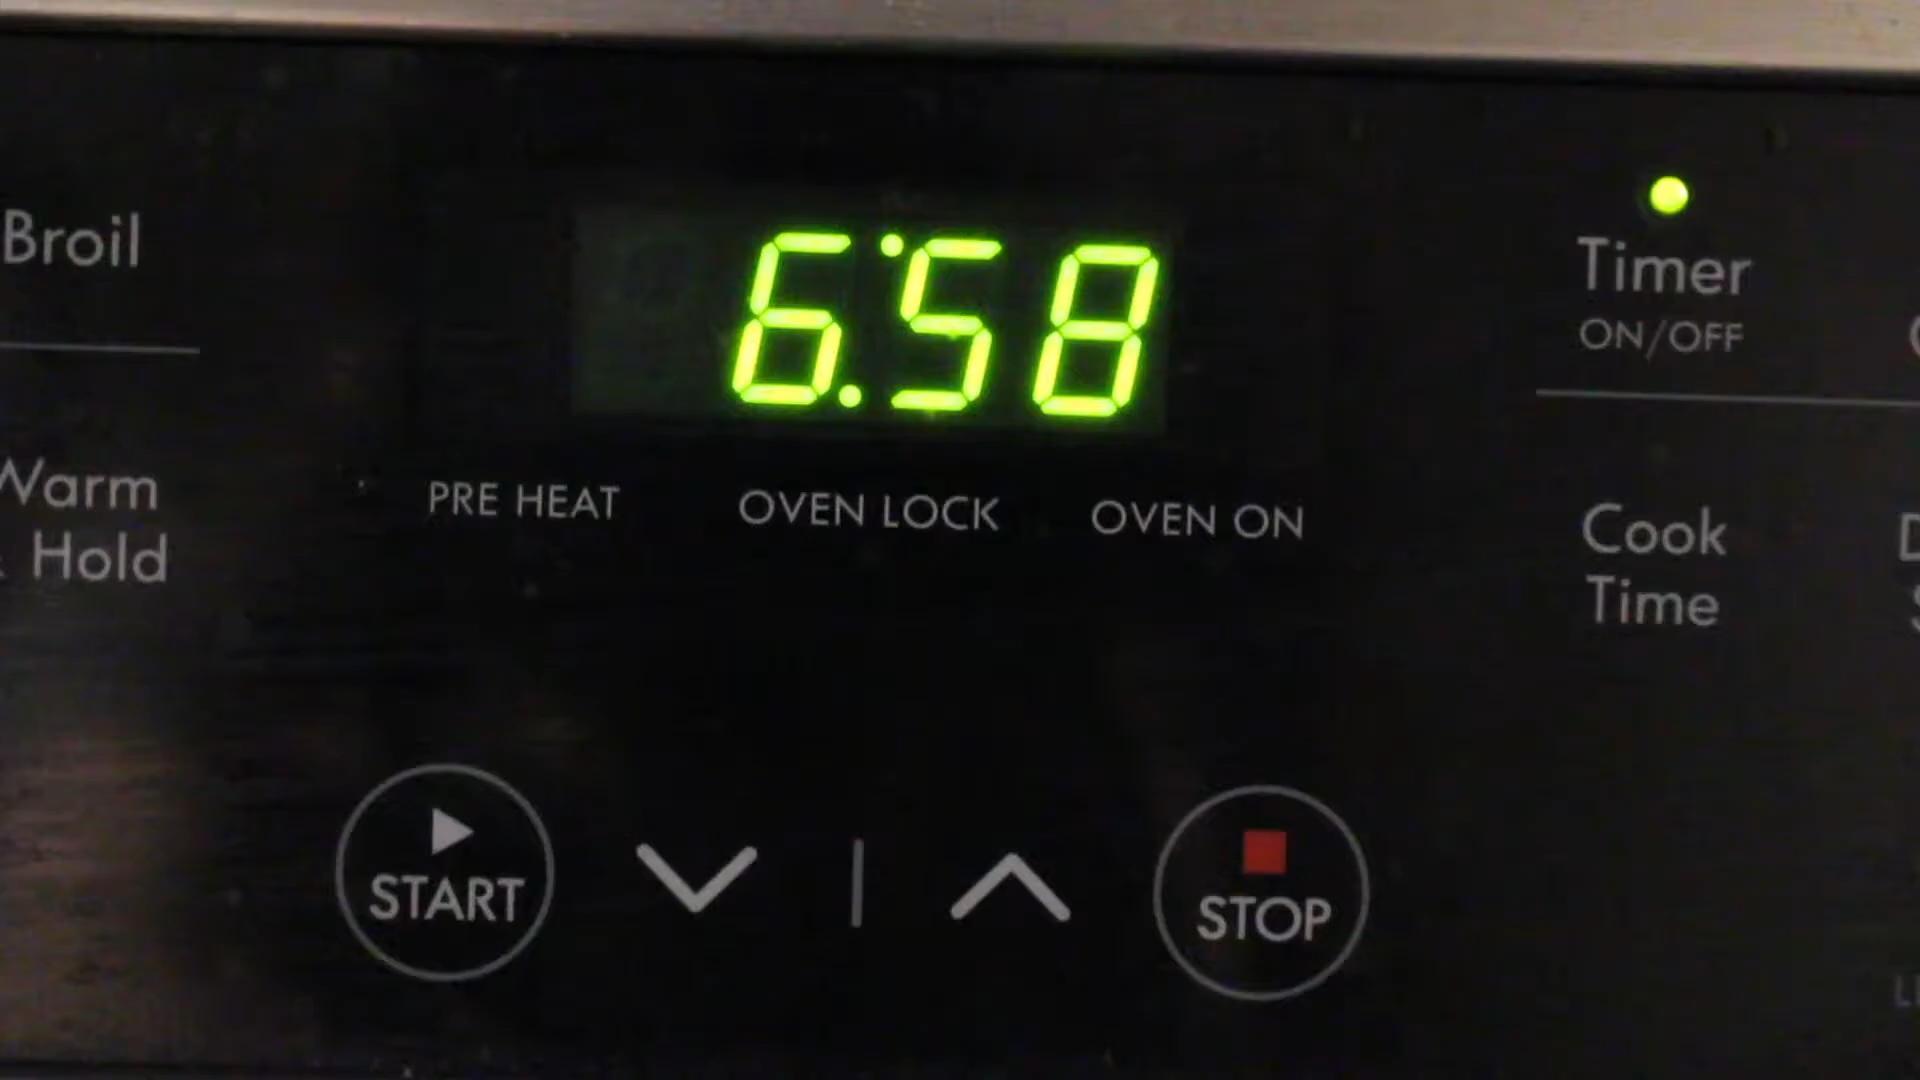 Broil
6:58
Timer
ON/OFF
Warm
& Hold
PRE HEAT
OVEN LOCK
OVEN ON
Cook
Time
START
STOP